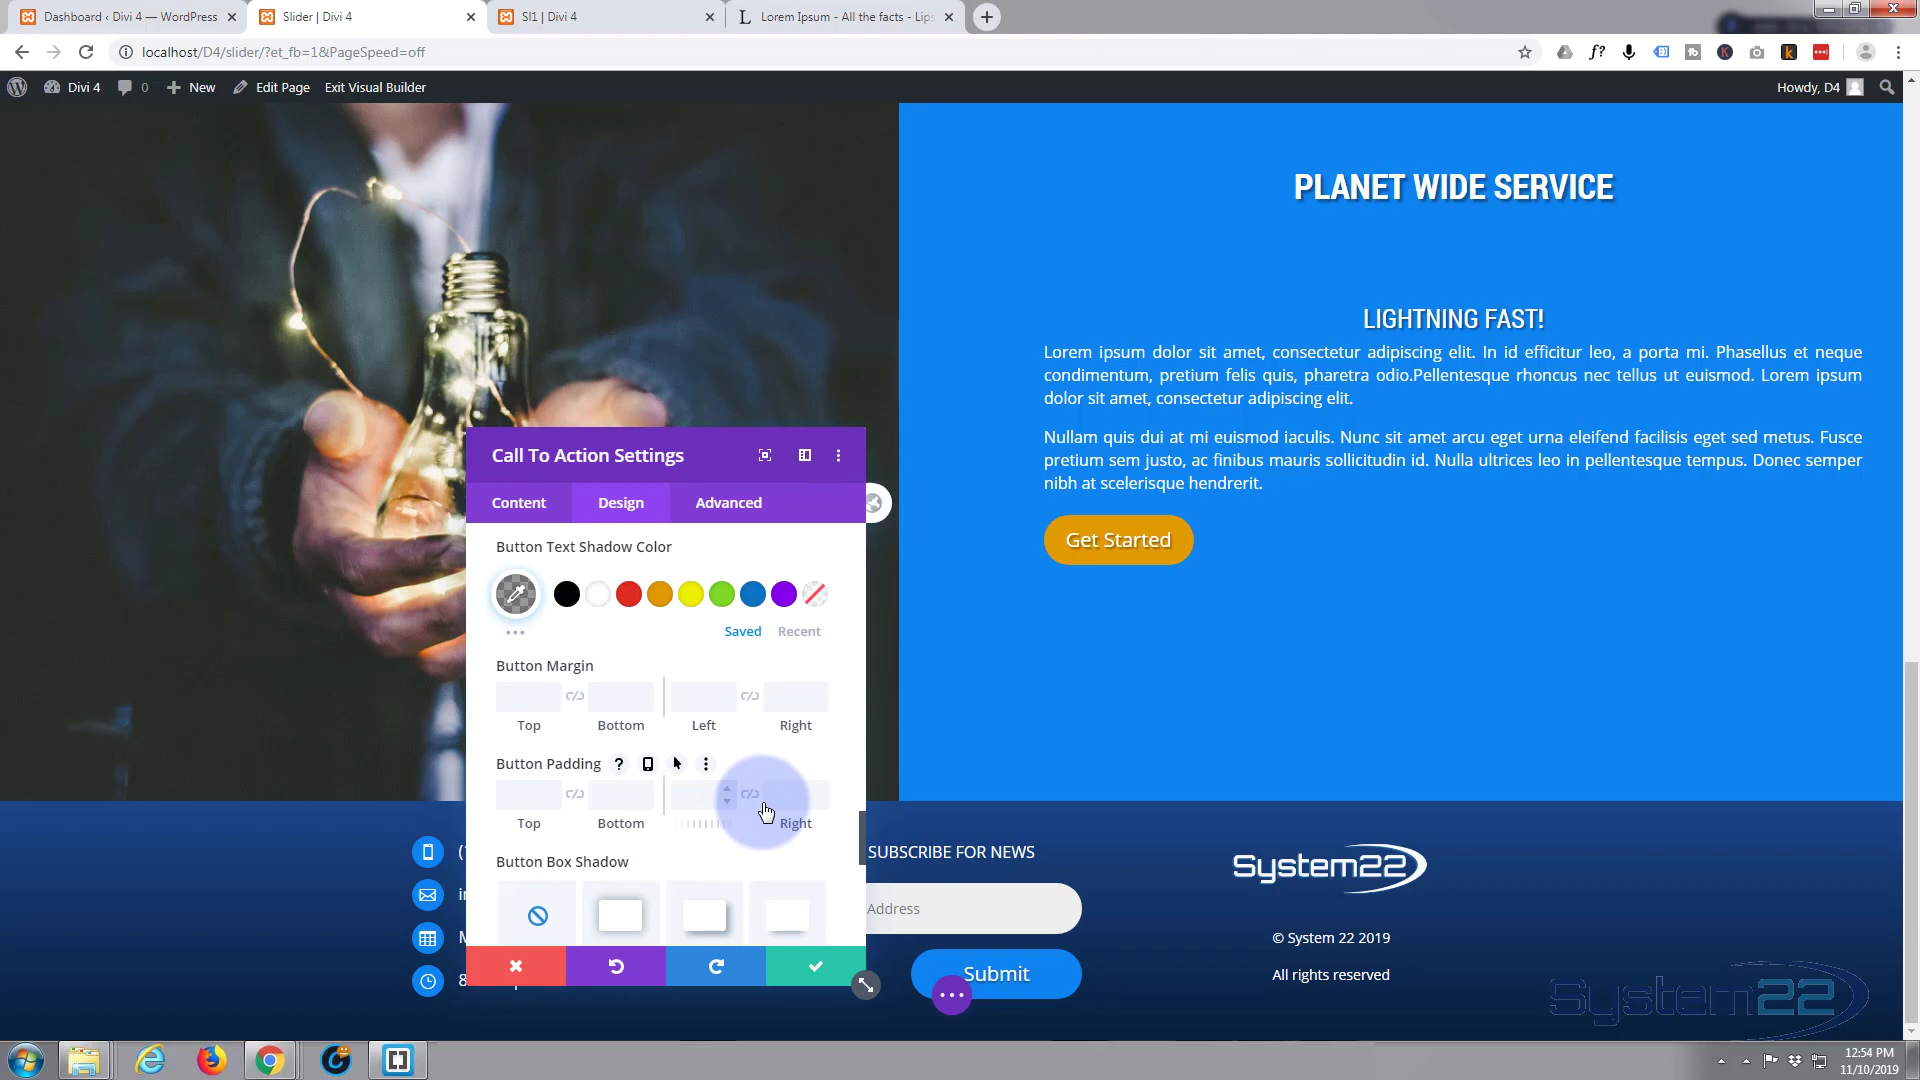 Dashboard ‹ Divi 4 — WordPress
Slider | Divi 4
Sl1 | Divi 4
Lorem Ipsum - All the facts - Lips
localhost/D4/slider/?et_fb=1&PageSpeed=off
Divi 4
0
New
Edit Page
Exit Visual Builder
Howdy, D4
PLANET WIDE SERVICE
LIGHTNING FAST!
Lorem ipsum dolor sit amet, consectetur adipiscing elit. In id efficitur leo, a porta mi. Phasellus et neque
condimentum, pretium felis quis, pharetra odio.Pellentesque rhoncus nec tellus ut euismod. Lorem ipsum
dolor sit amet, consectetur adipiscing elit.
Nullam quis dui at mi euismod iaculis. Nunc sit amet arcu eget urna eleifend facilisis eget sed metus. Fusce
pretium sem justo, ac finibus mauris sollicitudin id. Nulla ultrices leo in pellentesque tempus. Donec semper
nibh at scelerisque hendrerit.
Get Started
Call To Action Settings
Content
Design
Advanced
Button Text Shadow Color
Saved
Recent
Button Margin
Top
Bottom
Left
Right
Button Padding
Top
Bottom
Right
Button Box Shadow
SUBSCRIBE FOR NEWS
Address
Submit
System22
© System 22 2019
All rights reserved
System22
12:54 PM
11/10/2019